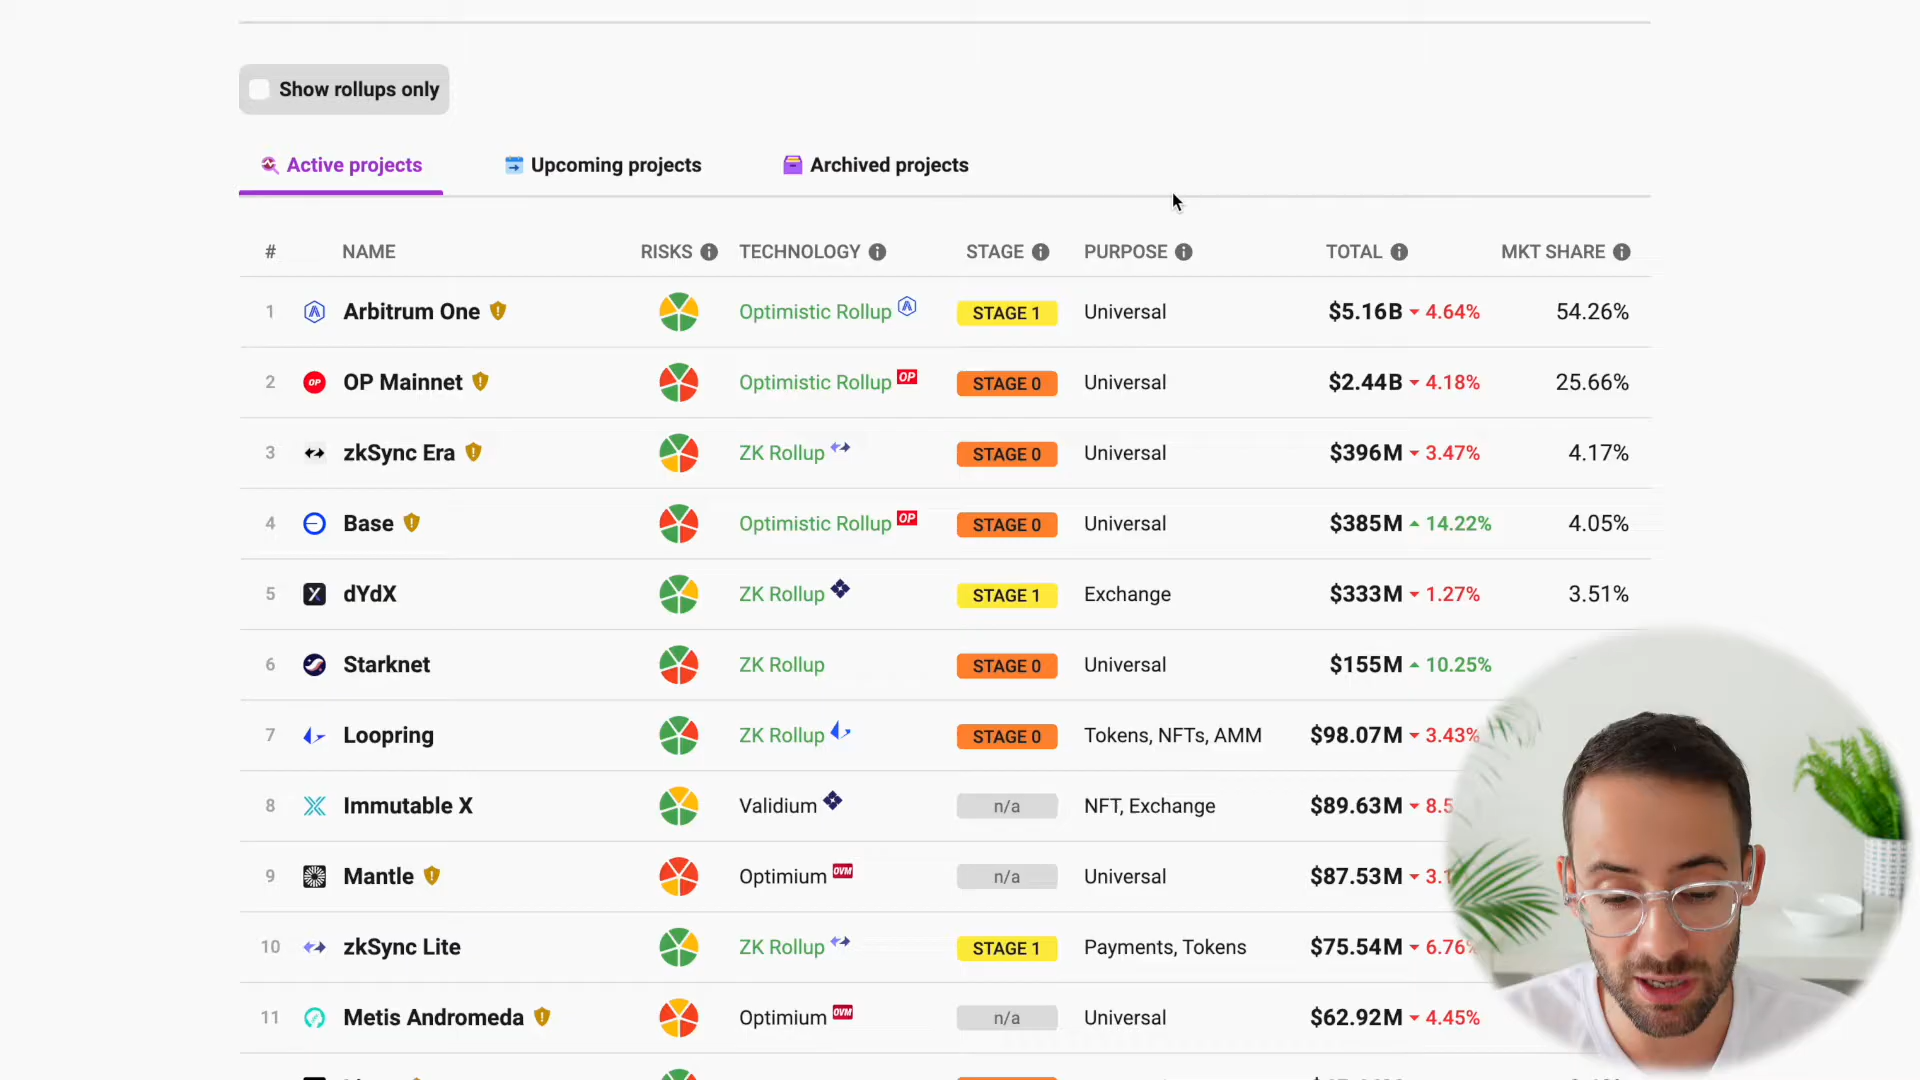 Show rollups only
Active projects Upcoming projects Archived projects
# NAME RISKS TECHNOLOGY STAGE PURPOSE TOTAL MKT SHARE
1 Arbitrum One Optimistic Rollup STAGE 1 Universal $5.16B 4.64% 54.26%
2 OP OP Mainnet Optimistic Rollup OP STAGE 0 Universal $2.44B 4.18% 25.66%
3 zkSync Era ZK Rollup STAGE 0 Universal $396M 3.47% 4.17%
4 Base Optimistic Rollup OP STAGE 0 Universal $385M 14.22% 4.05%
5 dYdX ZK Rollup STAGE 1 Exchange $333M 1.27% 3.51%
6 Starknet ZK Rollup STAGE 0 Universal $155M 10.25%
7 Loopring ZK Rollup STAGE 0 Tokens, NFTs, AMM $98.07M 3.43%
8 Immutable X Validium n/a NFT, Exchange $89.63M 8.5
9 Mantle Optimium OVM n/a Universal $87.53M 3.1
10 zkSync Lite ZK Rollup STAGE 1 Payments, Tokens $75.54M 6.76%
11 Metis Andromeda Optimium OVM n/a Universal $62.92M 4.45%